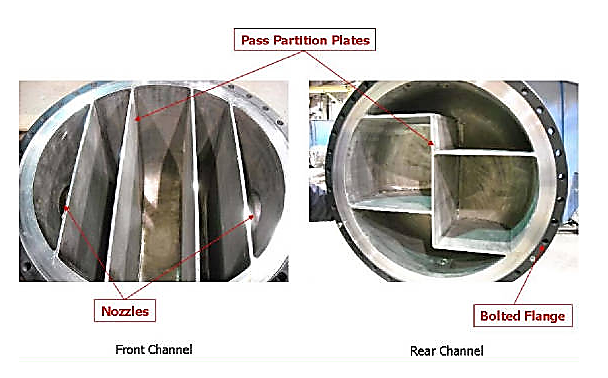 Pass Partition Plates
Nozzles
Bolted Flange
Front Channel
Rear Channel